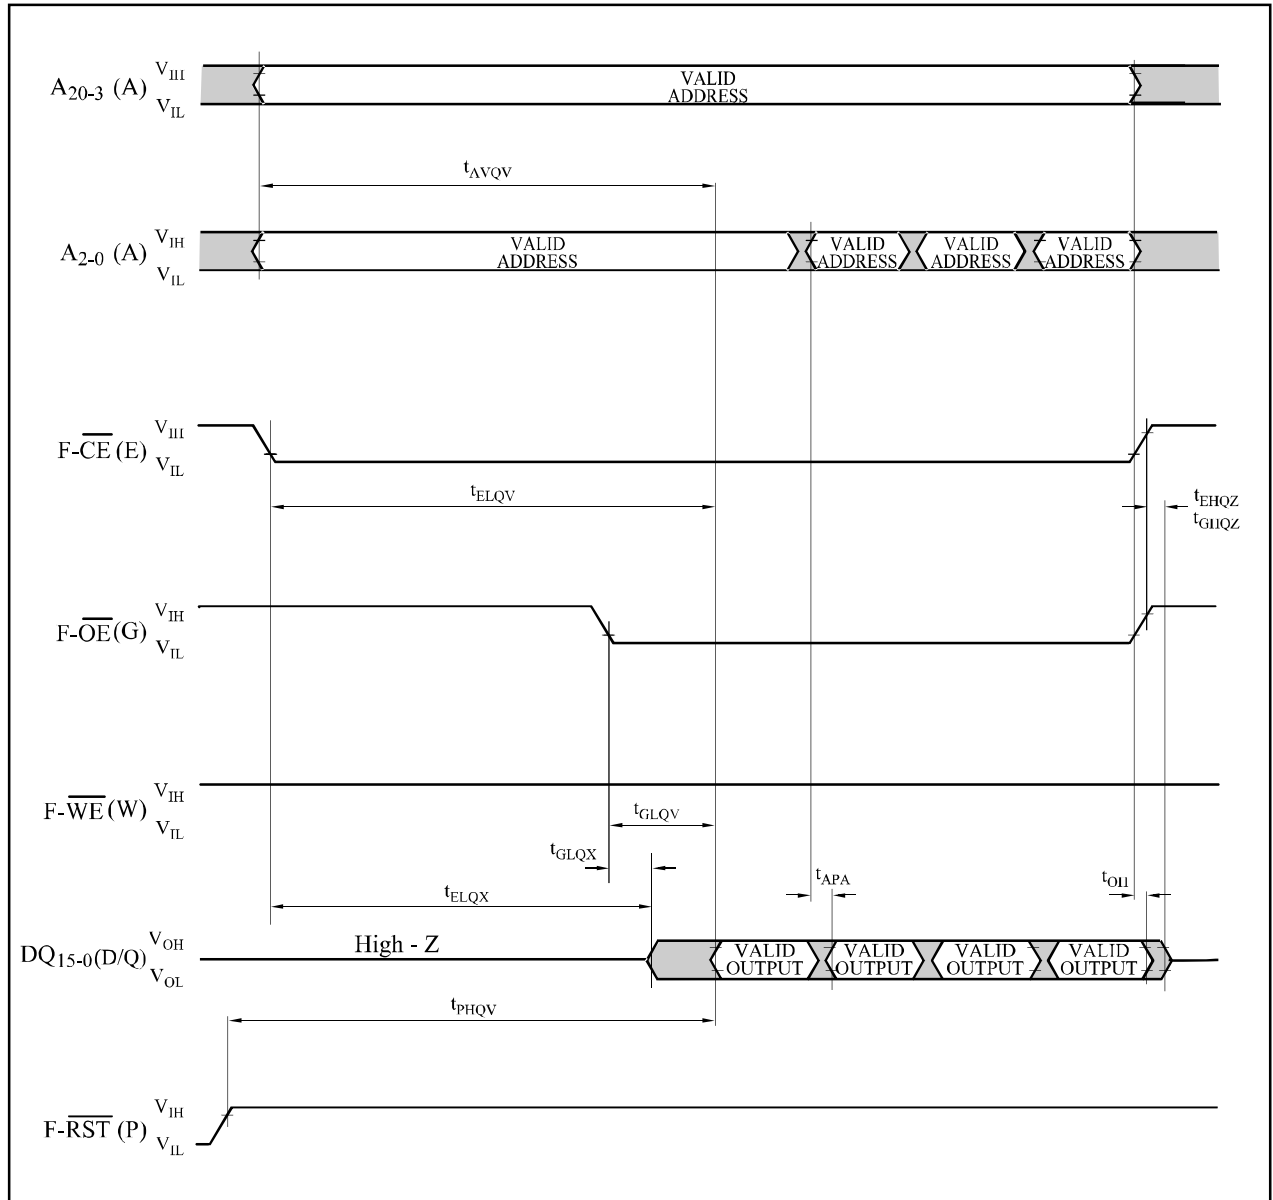 A20-3 (A) VIH
VIL
VALID
ADDRESS
tAVQV
A2-0 (A) VIH
VIL
VALID
ADDRESS
VALID
ADDRESS
VALID
ADDRESS
VALID
ADDRESS
F-CE (E) VIH
VIL
tELQV
tEHQZ
tGHQZ
F-OE (G) VIH
VIL
F-WE (W) VIH
VIL
tGLQV
tGLQX
tELQX
tAPA
tOH
DQ15-0 (D/Q) VOH
VOL
High - Z
VALID
OUTPUT
VALID
OUTPUT
VALID
OUTPUT
VALID
OUTPUT
tPHQV
F-RST (P) VIH
VIL